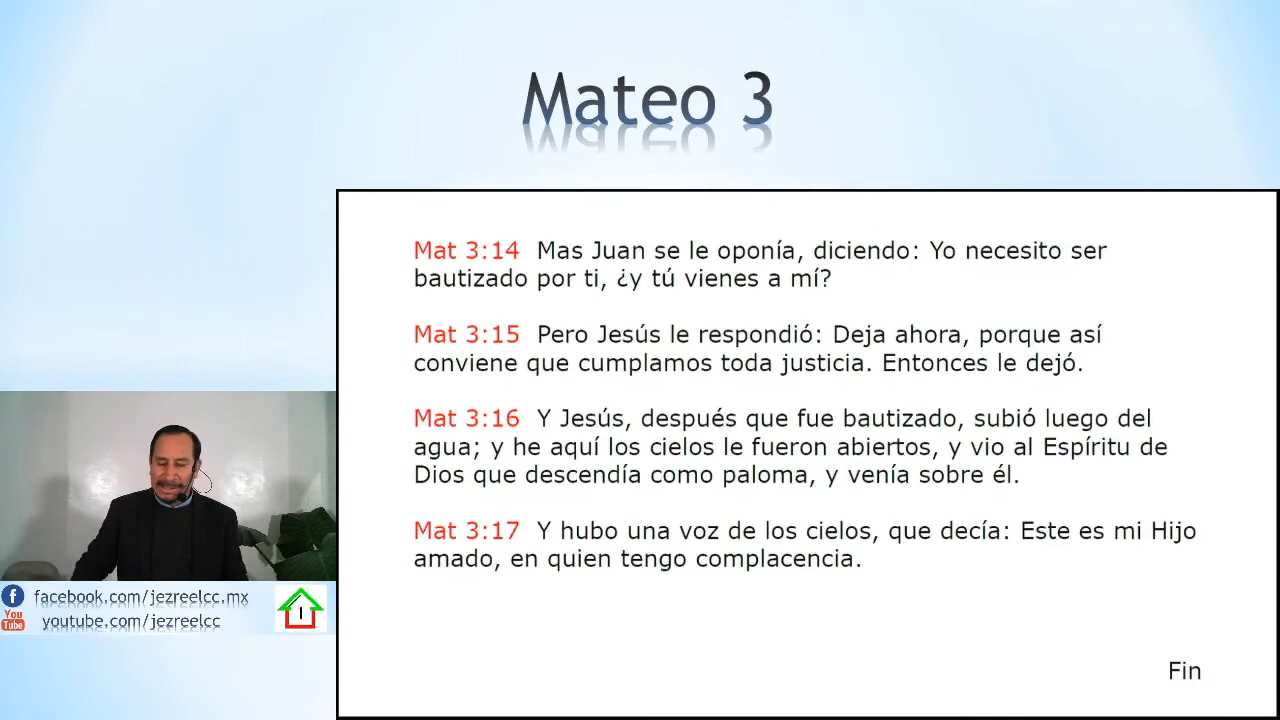 Mateo 3
Mat 3:14 Mas Juan se le oponía, diciendo: Yo necesito ser
bautizado por ti, ¿y tú vienes a mí?
Mat 3:15 Pero Jesús le respondió: Deja ahora, porque así
conviene que cumplamos toda justicia. Entonces le dejó.
Mat 3:16 Y Jesús, después que fue bautizado, subió luego del
agua; y he aquí los cielos le fueron abiertos, y vio al Espíritu de
Dios que descendía como paloma, y venía sobre él.
Mat 3:17 Y hubo una voz de los cielos, que decía: Este es mi Hijo
amado, en quien tengo complacencia.
Fin
f facebook.com/jezreelcc.mx
You
Tube youtube.com/jezreelcc